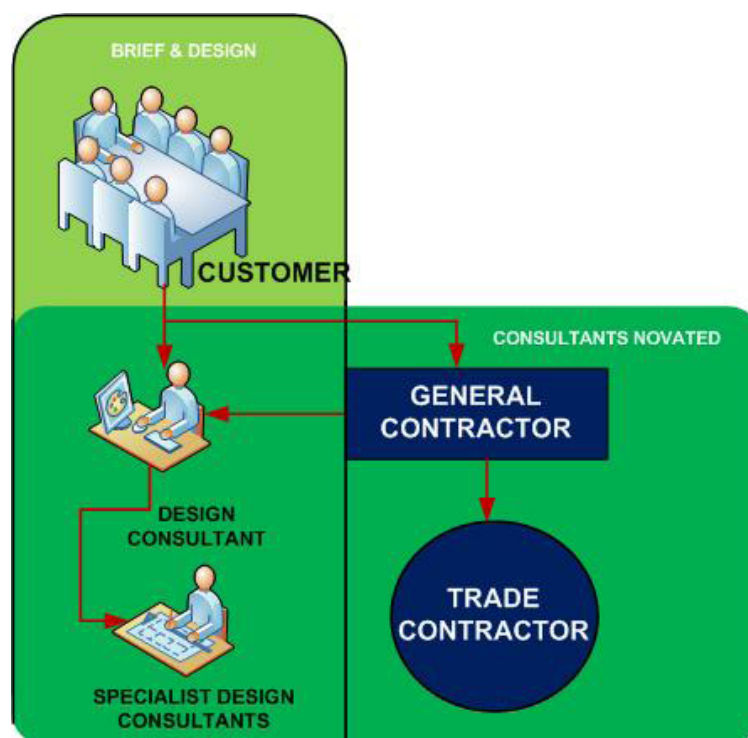 BRIEF & DESIGN
CUSTOMER
CONSULTANTS NOVATED
GENERAL
CONTRACTOR
DESIGN
CONSULTANT
TRADE
CONTRACTOR
SPECIALIST DESIGN
CONSULTANTS